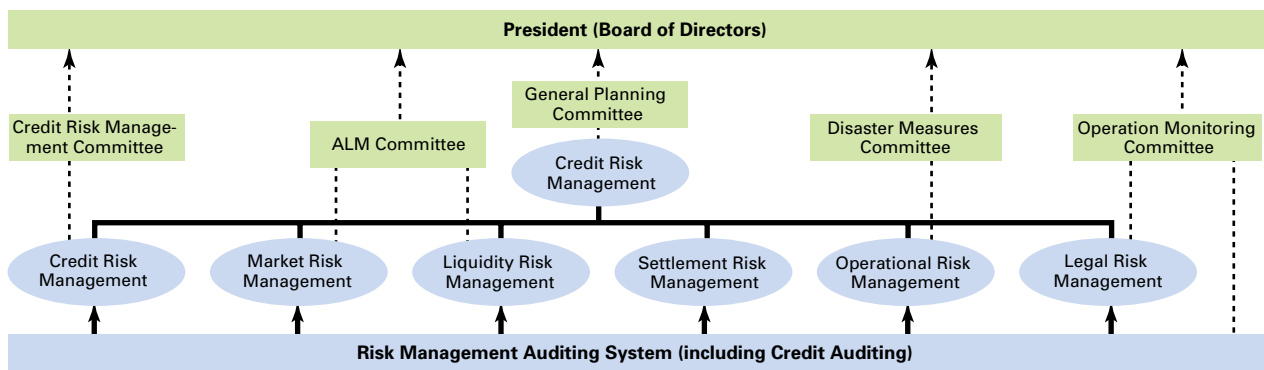 President (Board of Directors)
General Planning
Committee
Credit Risk Manage-
ment Committee
ALM Committee
Disaster Measures
Committee
Operation Monitoring
Committee
Credit Risk
Management
Credit Risk
Management
Market Risk
Management
Liquidity Risk
Management
Settlement Risk
Management
Operational Risk
Management
Legal Risk
Management
Risk Management Auditing System (including Credit Auditing)